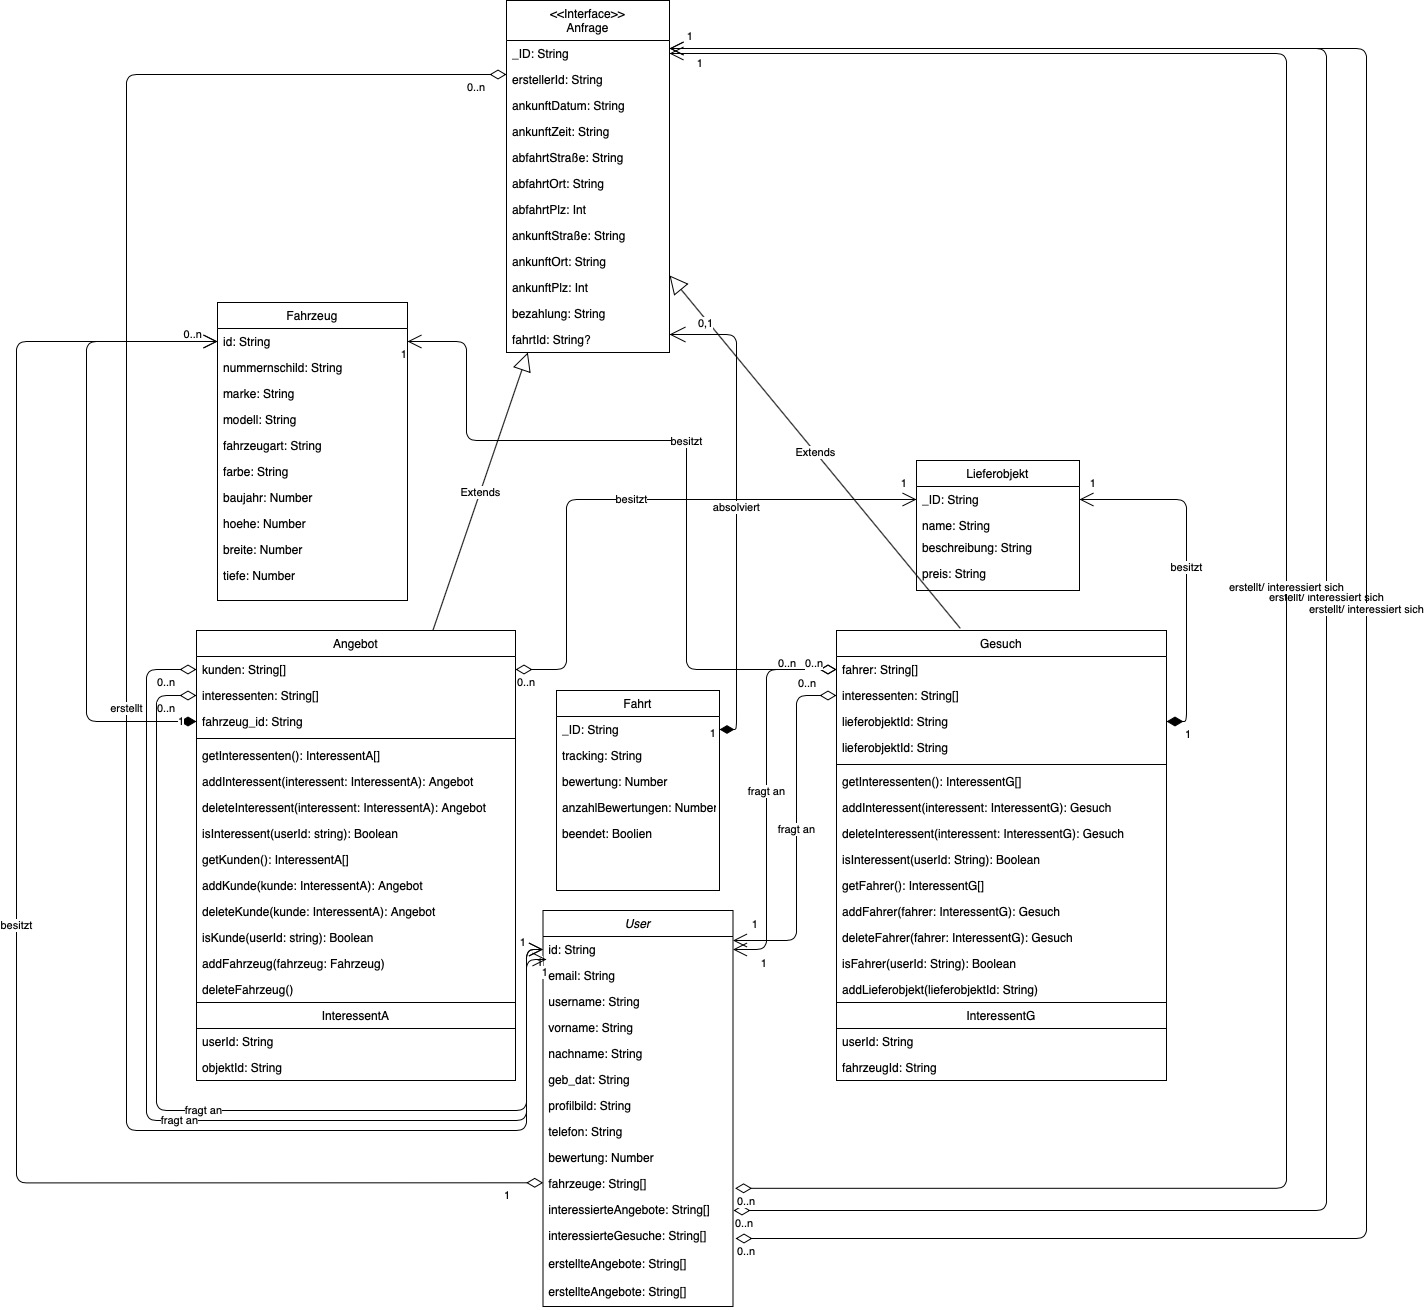 <<Interface>>
Anfrage
_ID: String
erstellerId: String
ankunftDatum: String
ankunftZeit: String
abfahrtStraße: String
abfahrtOrt: String
abfahrtPlz: Int
ankunftStraße: String
ankunftOrt: String
ankunftPlz: Int
bezahlung: String
fahrtId: String?
1
1
0..n
0,1
Fahrzeug
id: String
nummernschild: String
marke: String
modell: String
fahrzeugart: String
farbe: String
baujahr: Number
hoehe: Number
breite: Number
tiefe: Number
0..n
1
besitzt
Extends
Extends
besitzt
absolviert
Lieferobjekt
_ID: String
name: String
beschreibung: String
preis: String
1
1
besitzt
erstellt/ interessiert sich
erstellt/ interessiert sich
erstellt/ interessiert sich
Angebot
kunden: String[]
interessenten: String[]
fahrzeug_id: String
getInteressenten(): InteressentA[]
addInteressent(interessent: InteressentA): Angebot
deleteInteressent(interessent: InteressentA): Angebot
isInteressent(userId: string): Boolean
getKunden(): InteressentA[]
addKunde(kunde: InteressentA): Angebot
deleteKunde(kunde: InteressentA): Angebot
isKunde(userId: string): Boolean
addFahrzeug(fahrzeug: Fahrzeug)
deleteFahrzeug()
InteressentA
userId: String
objektId: String
0..n
0..n
1
0..n
erstellt
besitzt
fragt an
fragt an
Fahrt
_ID: String
tracking: String
bewertung: Number
anzahlBewertungen: Number
beendet: Boolien
1
Gesuch
fahrer: String[]
interessenten: String[]
lieferobjektId: String
lieferobjektId: String
getInteressenten(): InteressentG[]
addInteressent(interessent: InteressentG): Gesuch
deleteInteressent(interessent: InteressentG): Gesuch
isInteressent(userId: String): Boolean
getFahrer(): InteressentG[]
addFahrer(fahrer: InteressentG): Gesuch
deleteFahrer(fahrer: InteressentG): Gesuch
isFahrer(userId: String): Boolean
addLieferobjekt(lieferobjektId: String)
InteressentG
userId: String
fahrzeugId: String
0..n
0..n
0..n
1
fragt an
fragt an
User
id: String
email: String
username: String
vorname: String
nachname: String
geb_dat: String
profilbild: String
telefon: String
bewertung: Number
fahrzeuge: String[]
interessierteAngebote: String[]
interessierteGesuche: String[]
erstellteAngebote: String[]
erstellteAngebote: String[]
1
1
1
1
1
1
0..n
0..n
0..n